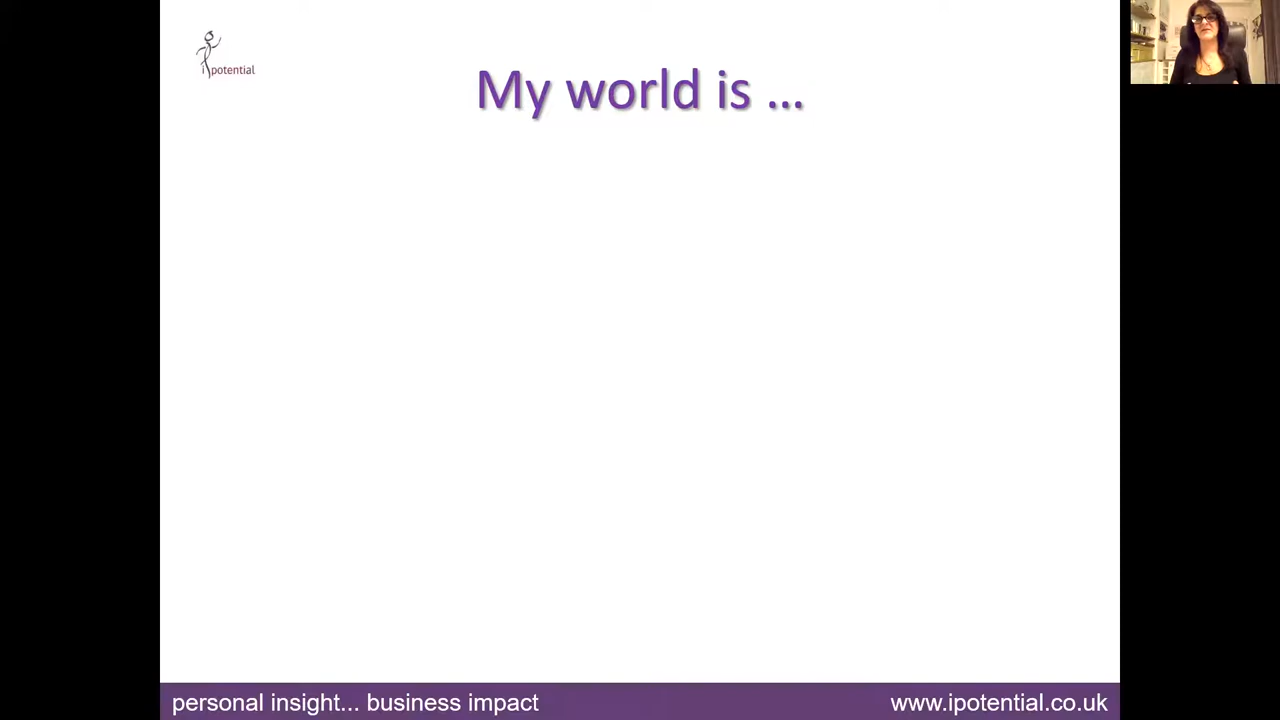 i potential
My world is ...
personal insight... business impact
www.ipotential.co.uk